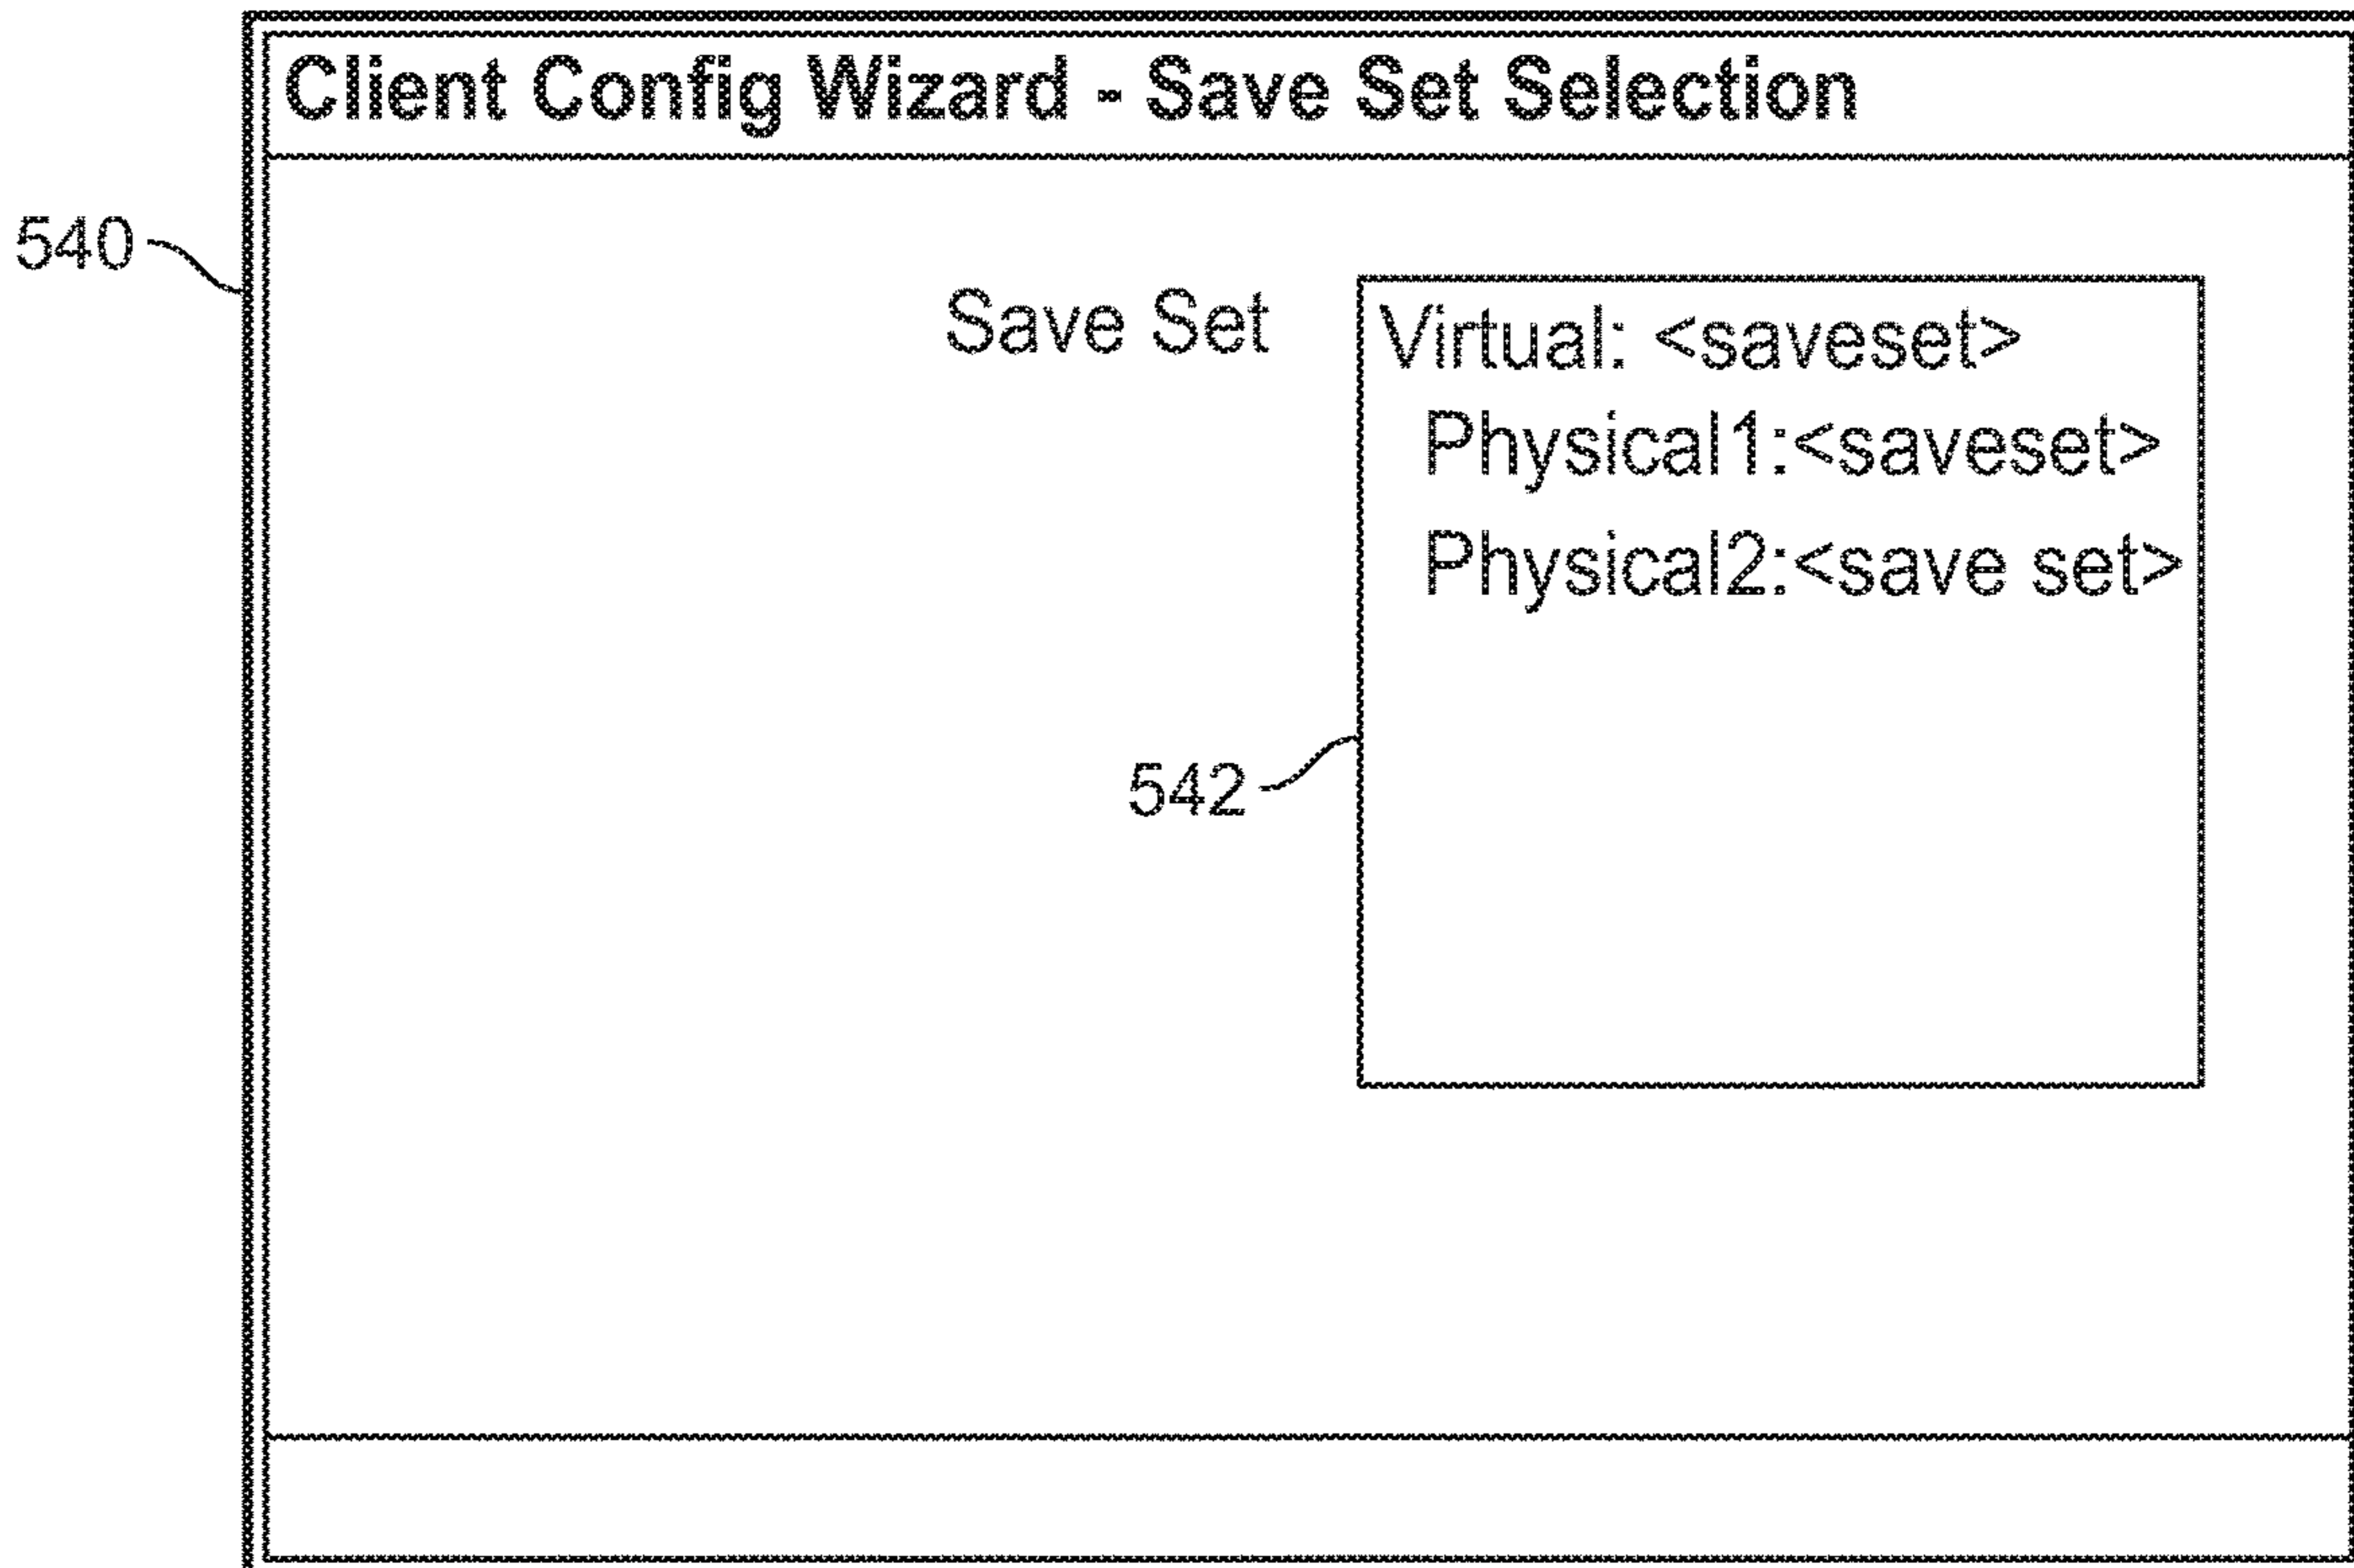 Client Config Wizard - Save Set Selection
540
Save Set
Virtual: <saveset>
Physical1:<saveset>
Physical2:<save set>
542